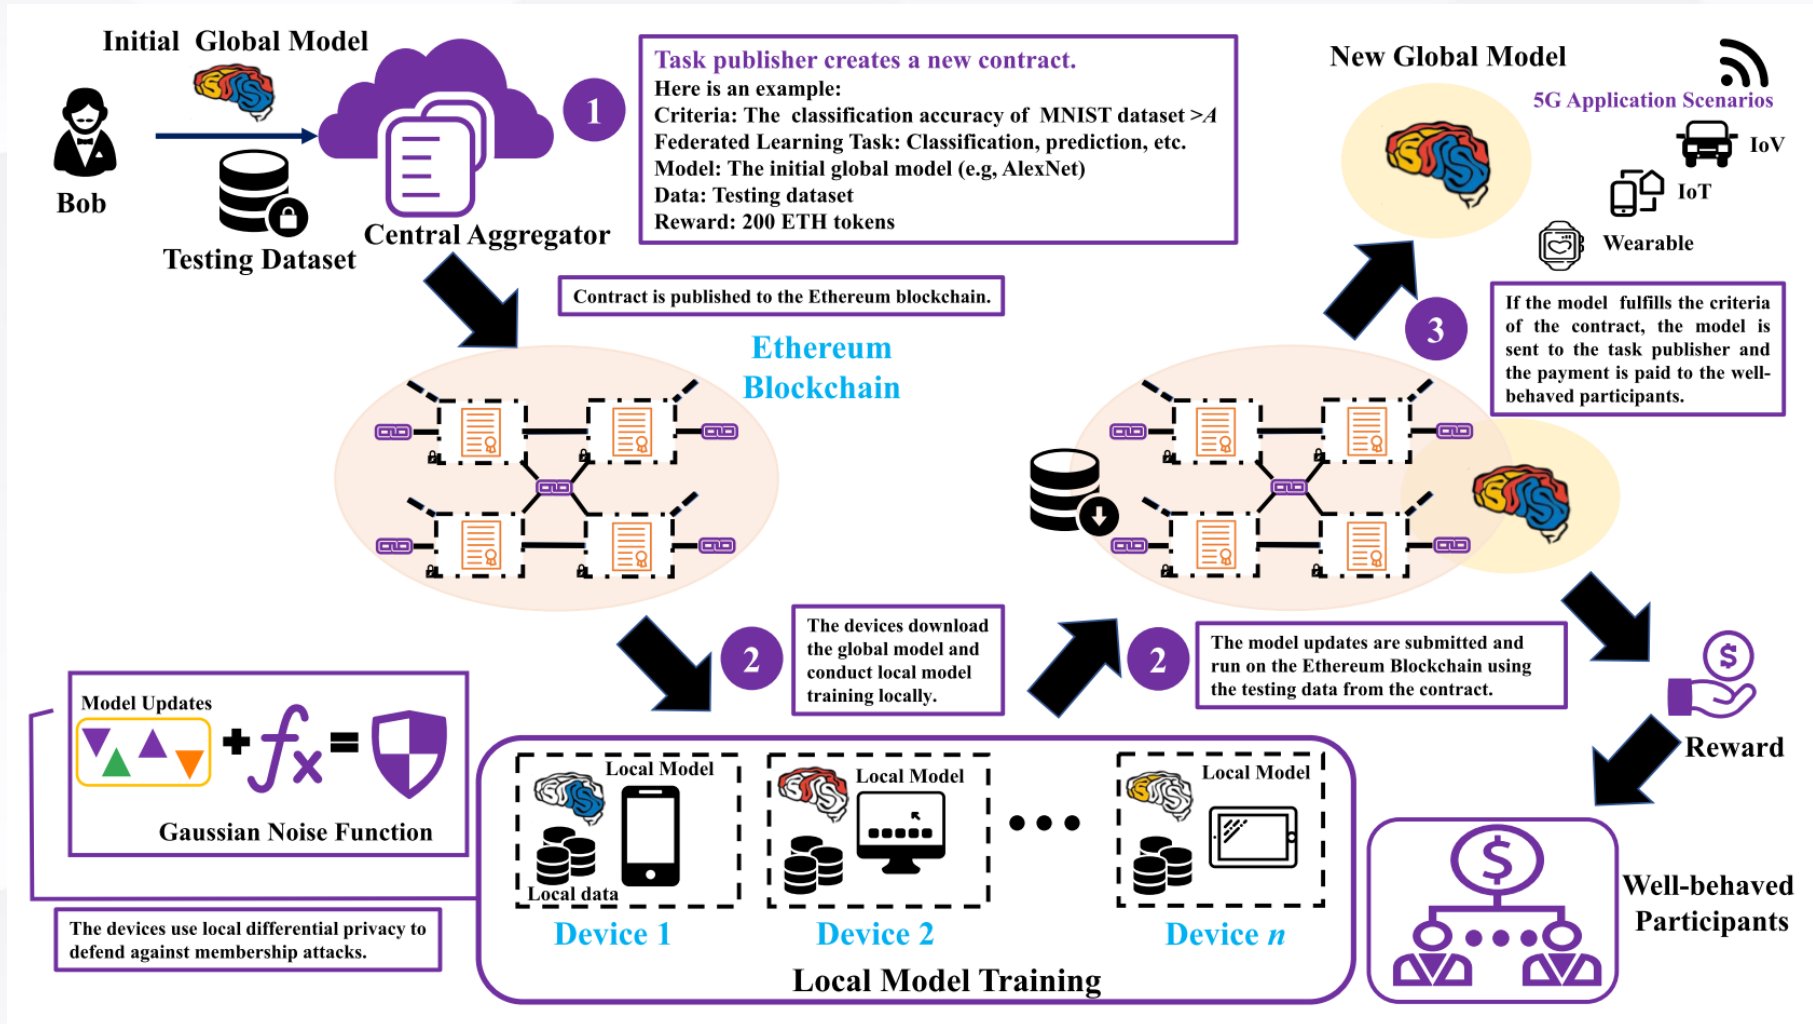 Initial Global Model
Bob
Testing Dataset
Central Aggregator
1
Task publisher creates a new contract.
Here is an example:
Criteria: The classification accuracy of MNIST dataset >A
Federated Learning Task: Classification, prediction, etc.
Model: The initial global model (e.g, AlexNet)
Data: Testing dataset
Reward: 200 ETH tokens
New Global Model
5G Application Scenarios
IoV
IoT
Wearable
Contract is published to the Ethereum blockchain.
Ethereum
Blockchain
3
If the model fulfills the criteria
of the contract, the model is
sent to the task publisher and
the payment is paid to the well-
behaved participants.
2
The devices download
the global model and
conduct local model
training locally.
2
The model updates are submitted and
run on the Ethereum Blockchain using
the testing data from the contract.
$
Reward
Model Updates
+ fx =
Gaussian Noise Function
The devices use local differential privacy to
defend against membership attacks.
Local Model
Local data
Device 1
Local Model
Device 2
Local Model
Device n
Local Model Training
$
Well-behaved
Participants